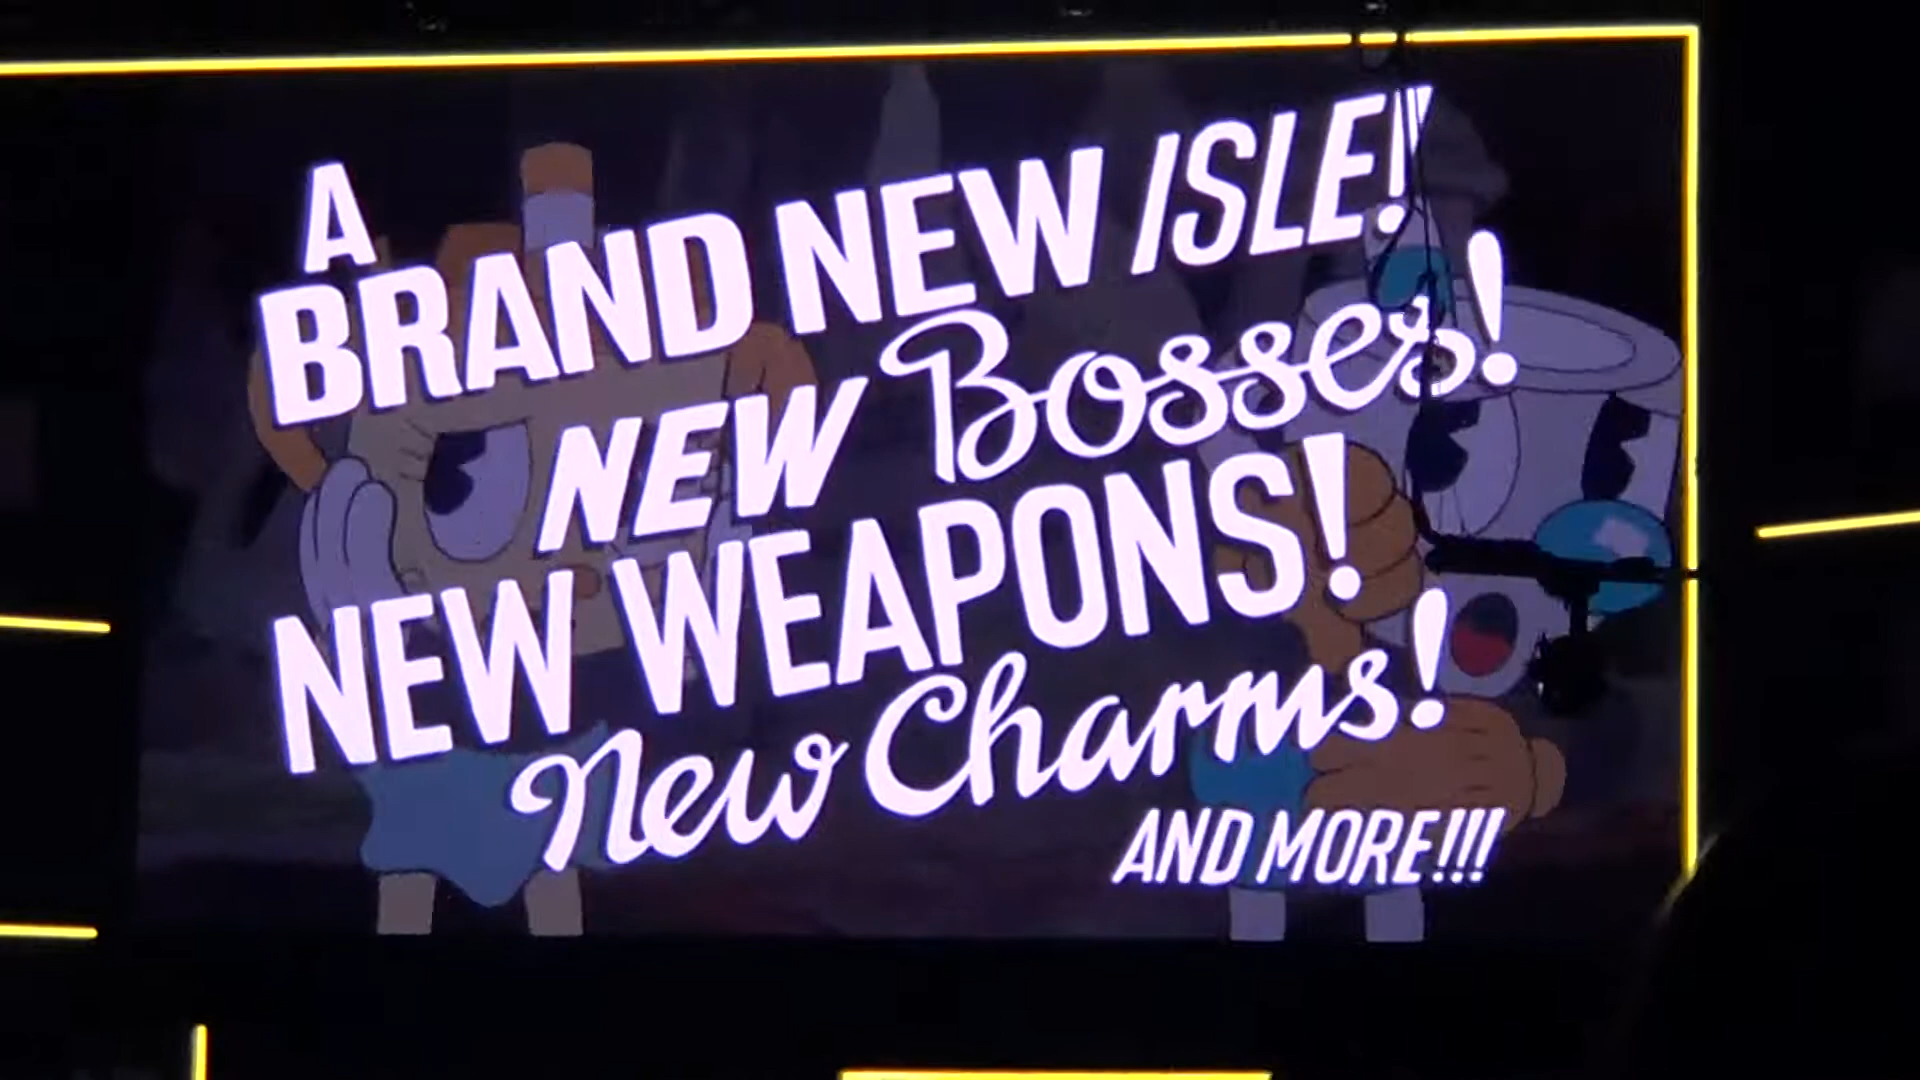 A
BRAND NEW ISLE!
NEW Bosses!
NEW WEAPONS!
New Charms!
AND MORE!!!